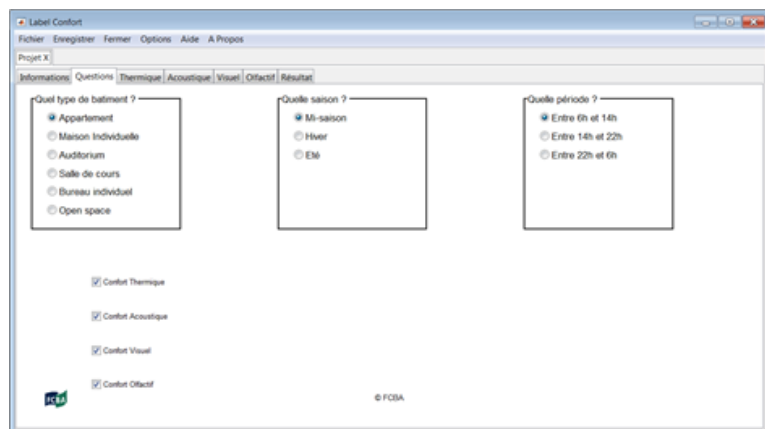 Label Confort
Fichier Enregistrer Fermer Options Aide A Propos
Projet X
Informations Questions Thermique Acoustique Visuel Olfactif Résultat
Quel type de batiment ?
Appartement
Maison Individuelle
Auditorium
Salle de cours
Bureau individuel
Open space
Quelle saison ?
Mi-saison
Hiver
Eté
Quelle période ?
Entre 6h et 14h
Entre 14h et 22h
Entre 22h et 6h
Confort Thermique
Confort Acoustique
Confort Visuel
Confort Olfactif
FCBA
© FCBA